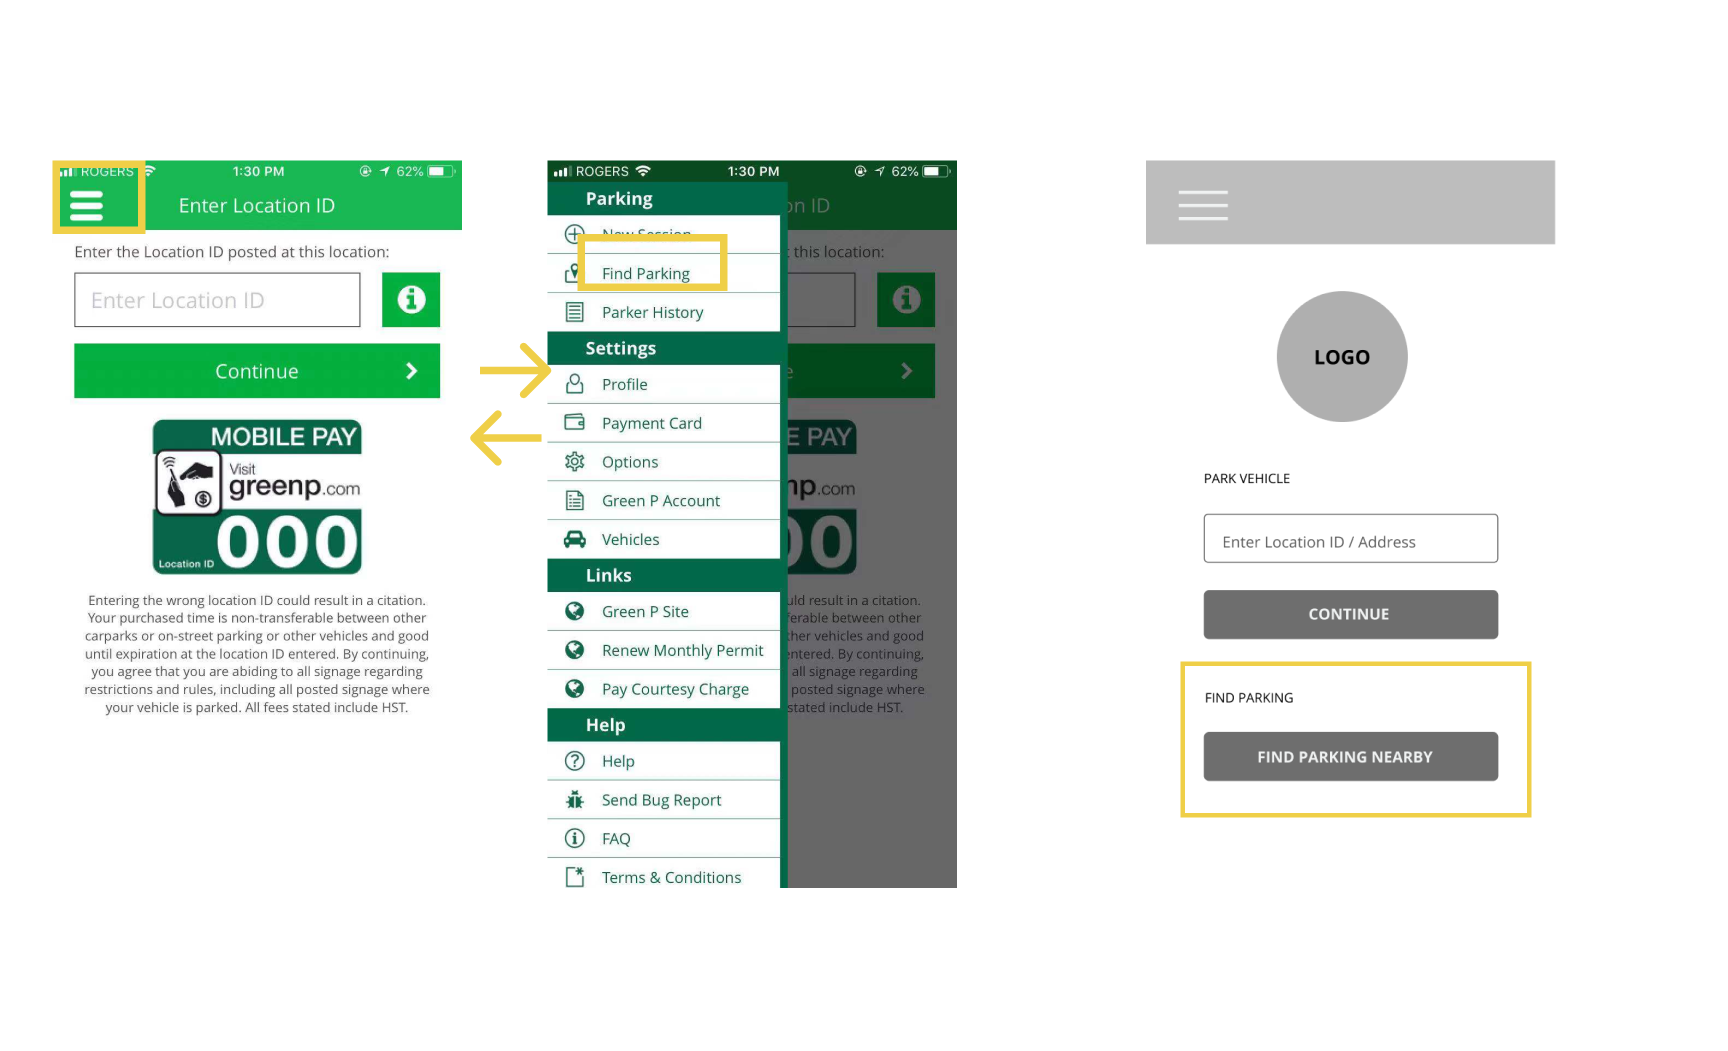 ROGERS 1:30 PM 62%
Enter Location ID
Enter the Location ID posted at this location:
Enter Location ID
Continue
MOBILE PAY
Visit
greenp.com
000
Location ID
Entering the wrong location ID could result in a citation.
Your purchased time is non-transferable between other
carparks or on-street parking or other vehicles and good
until expiration at the location ID entered. By continuing,
you agree that you are abiding to all signage regarding
restrictions and rules, including all posted signage where
your vehicle is parked. All fees stated include HST.
ROGERS 1:30 PM 62%
Parking
New Session
Find Parking
Parker History
Settings
Profile
Payment Card
Options
Green P Account
Vehicles
Links
Green P Site
Renew Monthly Permit
Pay Courtesy Charge
Help
Help
Send Bug Report
FAQ
Terms & Conditions
on ID
this location:
E PAY
np.com
00
uld result in a citation.
ferable between other
ther vehicles and good
entered. By continuing,
all signage regarding
posted signage where
stated include HST.
LOGO
PARK VEHICLE
Enter Location ID / Address
CONTINUE
FIND PARKING
FIND PARKING NEARBY